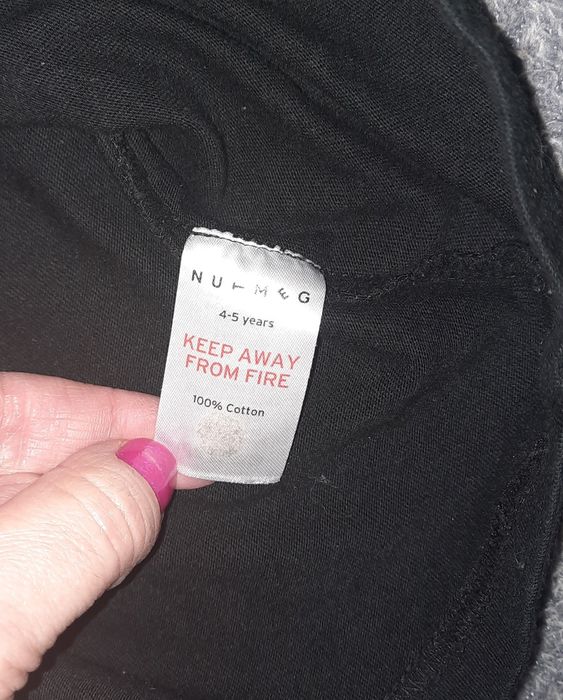 NUTMEG
4-5 years
KEEP AWAY
FROM FIRE
100% Cotton